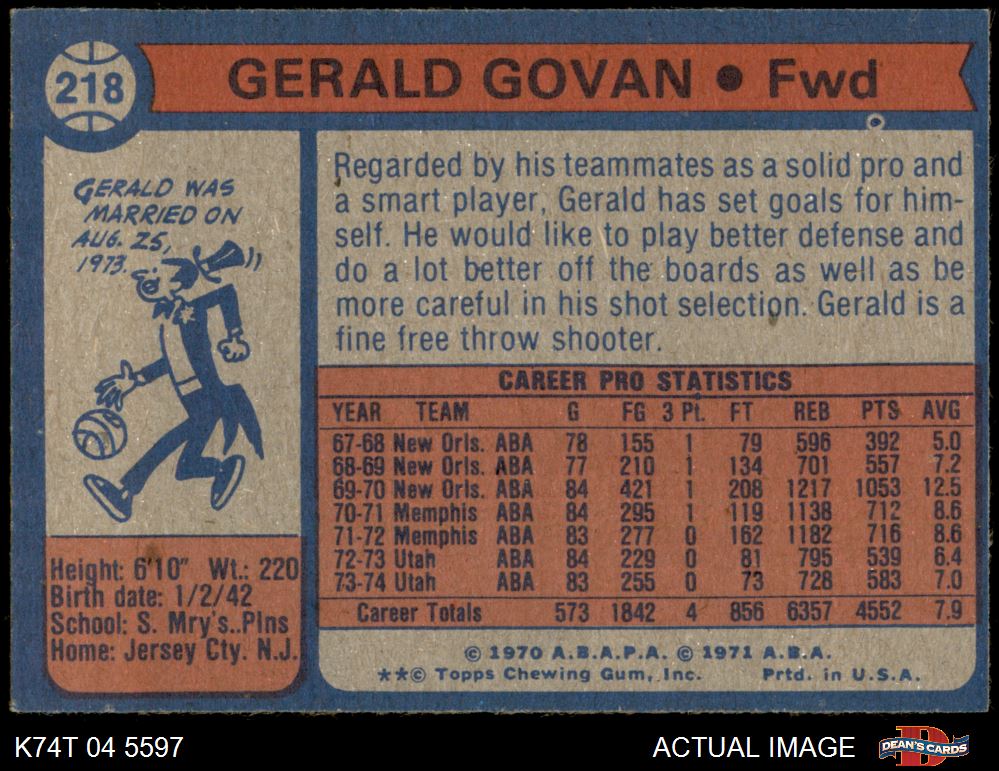 218
GERALD GOVAN • Fwd
GERALD WAS
MARRIED ON
AUG. 25,
1973.
Regarded by his teammates as a solid pro and
a smart player, Gerald has set goals for him-
self. He would like to play better defense and
do a lot better off the boards as well as be
more careful in his shot selection. Gerald is a
fine free throw shooter.
CAREER PRO STATISTICS
YEAR TEAM G FG 3 Pt. FT REB PTS AVG
67-68 New Orls. ABA 78 155 1 79 596 392 5.0
68-69 New Orls. ABA 77 210 1 134 701 557 7.2
69-70 New Orls. ABA 84 421 1 208 1217 1053 12.5
70-71 Memphis ABA 84 295 1 119 1138 712 8.6
71-72 Memphis ABA 83 277 0 162 1182 716 8.6
72-73 Utah ABA 84 229 0 81 795 539 6.4
73-74 Utah ABA 83 255 0 73 728 583 7.0
Career Totals 573 1842 4 856 6357 4552 7.9
Height: 6'10" Wt.: 220
Birth date: 1/2/42
School: S. Mry's..Plns
Home: Jersey Cty. N.J.
© 1970 A.B.A.P.A. © 1971 A.B.A.
**© Topps Chewing Gum, Inc. Prtd. in U.S.A.
K74T 04 5597
ACTUAL IMAGE
DEAN'S CARDS